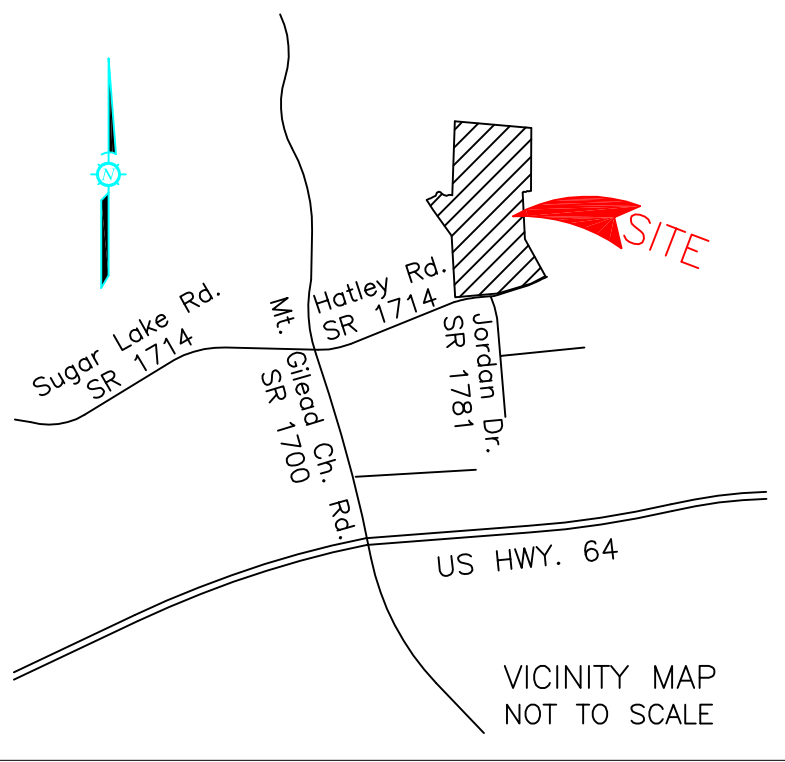 N
SITE
Hatley Rd.
SR 1714
Sugar Lake Rd.
SR 1714
Mt. Gilead Ch. Rd.
SR 1700
Jordan Dr.
SR 1781
US HWY. 64
VICINITY MAP
NOT TO SCALE